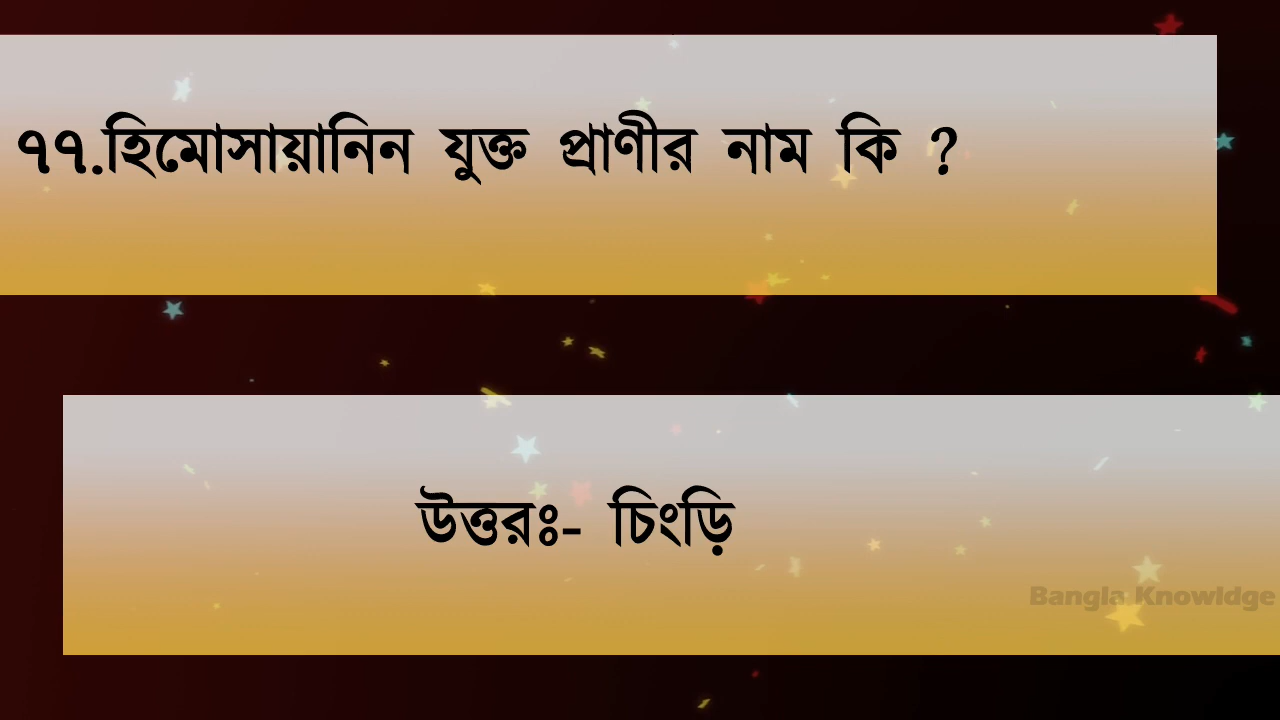 ৭৭.হিমোসায়ানিন যুক্ত প্রাণীর নাম কি ?
উত্তরঃ- চিংড়ি
Bangla Knowldge